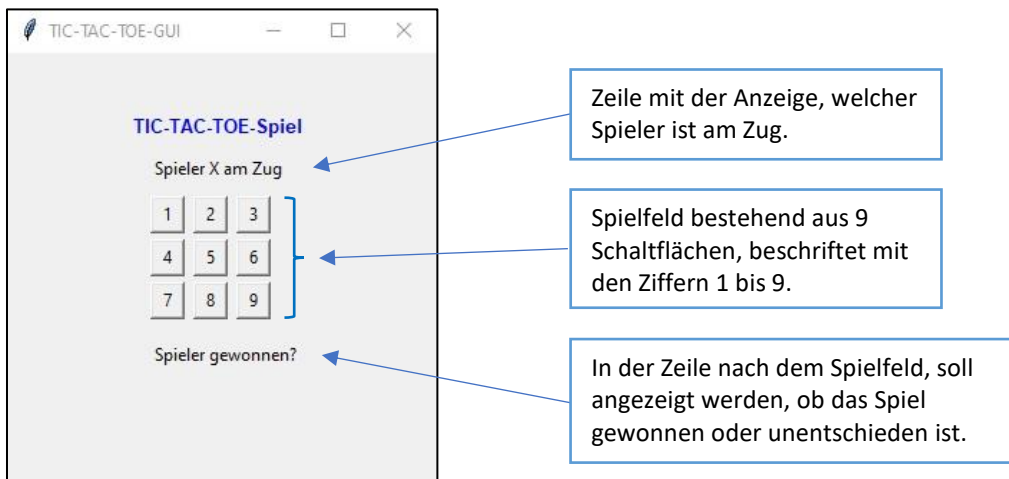 TIC-TAC-TOE-GUI
TIC-TAC-TOE-Spiel
Spieler X am Zug
1 2 3
4 5 6
7 8 9
Spieler gewonnen?
Zeile mit der Anzeige, welcher
Spieler ist am Zug.
Spielfeld bestehend aus 9
Schaltflächen, beschriftet mit
den Ziffern 1 bis 9.
In der Zeile nach dem Spielfeld, soll
angezeigt werden, ob das Spiel
gewonnen oder unentschieden ist.